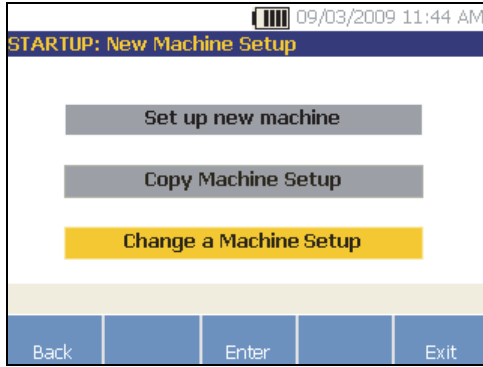 09/03/2009 11:44 AM
STARTUP: New Machine Setup
Set up new machine
Copy Machine Setup
Change a Machine Setup
Back Enter Exit